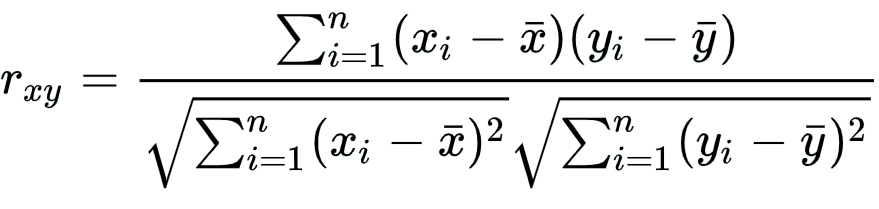 r_{xy} = \frac{\sum_{i=1}^{n}(x_i - \bar{x})(y_i - \bar{y})}{\sqrt{\sum_{i=1}^{n}(x_i - \bar{x})^2}\sqrt{\sum_{i=1}^{n}(y_i - \bar{y})^2}}